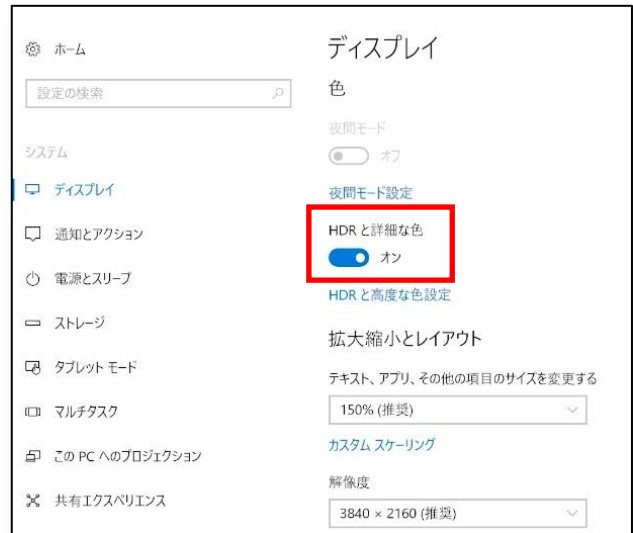 ホーム
設定の検索
システム
ディスプレイ
通知とアクション
電源とスリープ
ストレージ
タブレット モード
マルチタスク
この PC へのプロジェクション
共有エクスペリエンス
ディスプレイ
色
夜間モード
オフ
夜間モード設定
HDR と詳細な色
オン
HDR と高度な色設定
拡大縮小とレイアウト
テキスト、アプリ、その他の項目のサイズを変更する
150% (推奨)
カスタム スケーリング
解像度
3840 × 2160 (推奨)